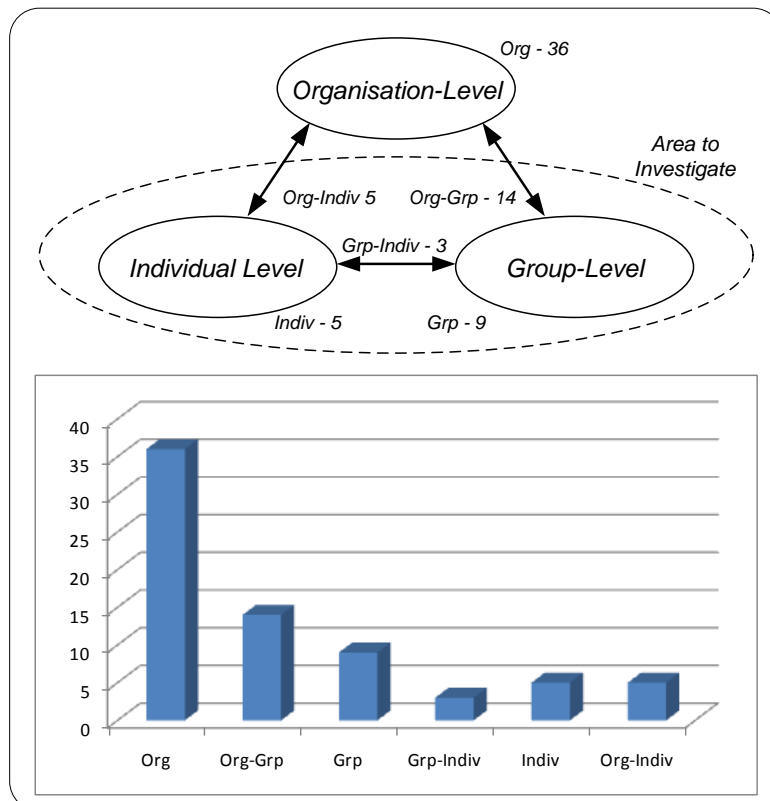 Org - 36
Organisation-Level
Area to
Investigate
Org-Indiv 5
Org-Grp - 14
Grp-Indiv - 3
Individual Level
Group-Level
Indiv - 5
Grp - 9
40
35
30
25
20
15
10
5
0
Org
Org-Grp
Grp
Grp-Indiv
Indiv
Org-Indiv